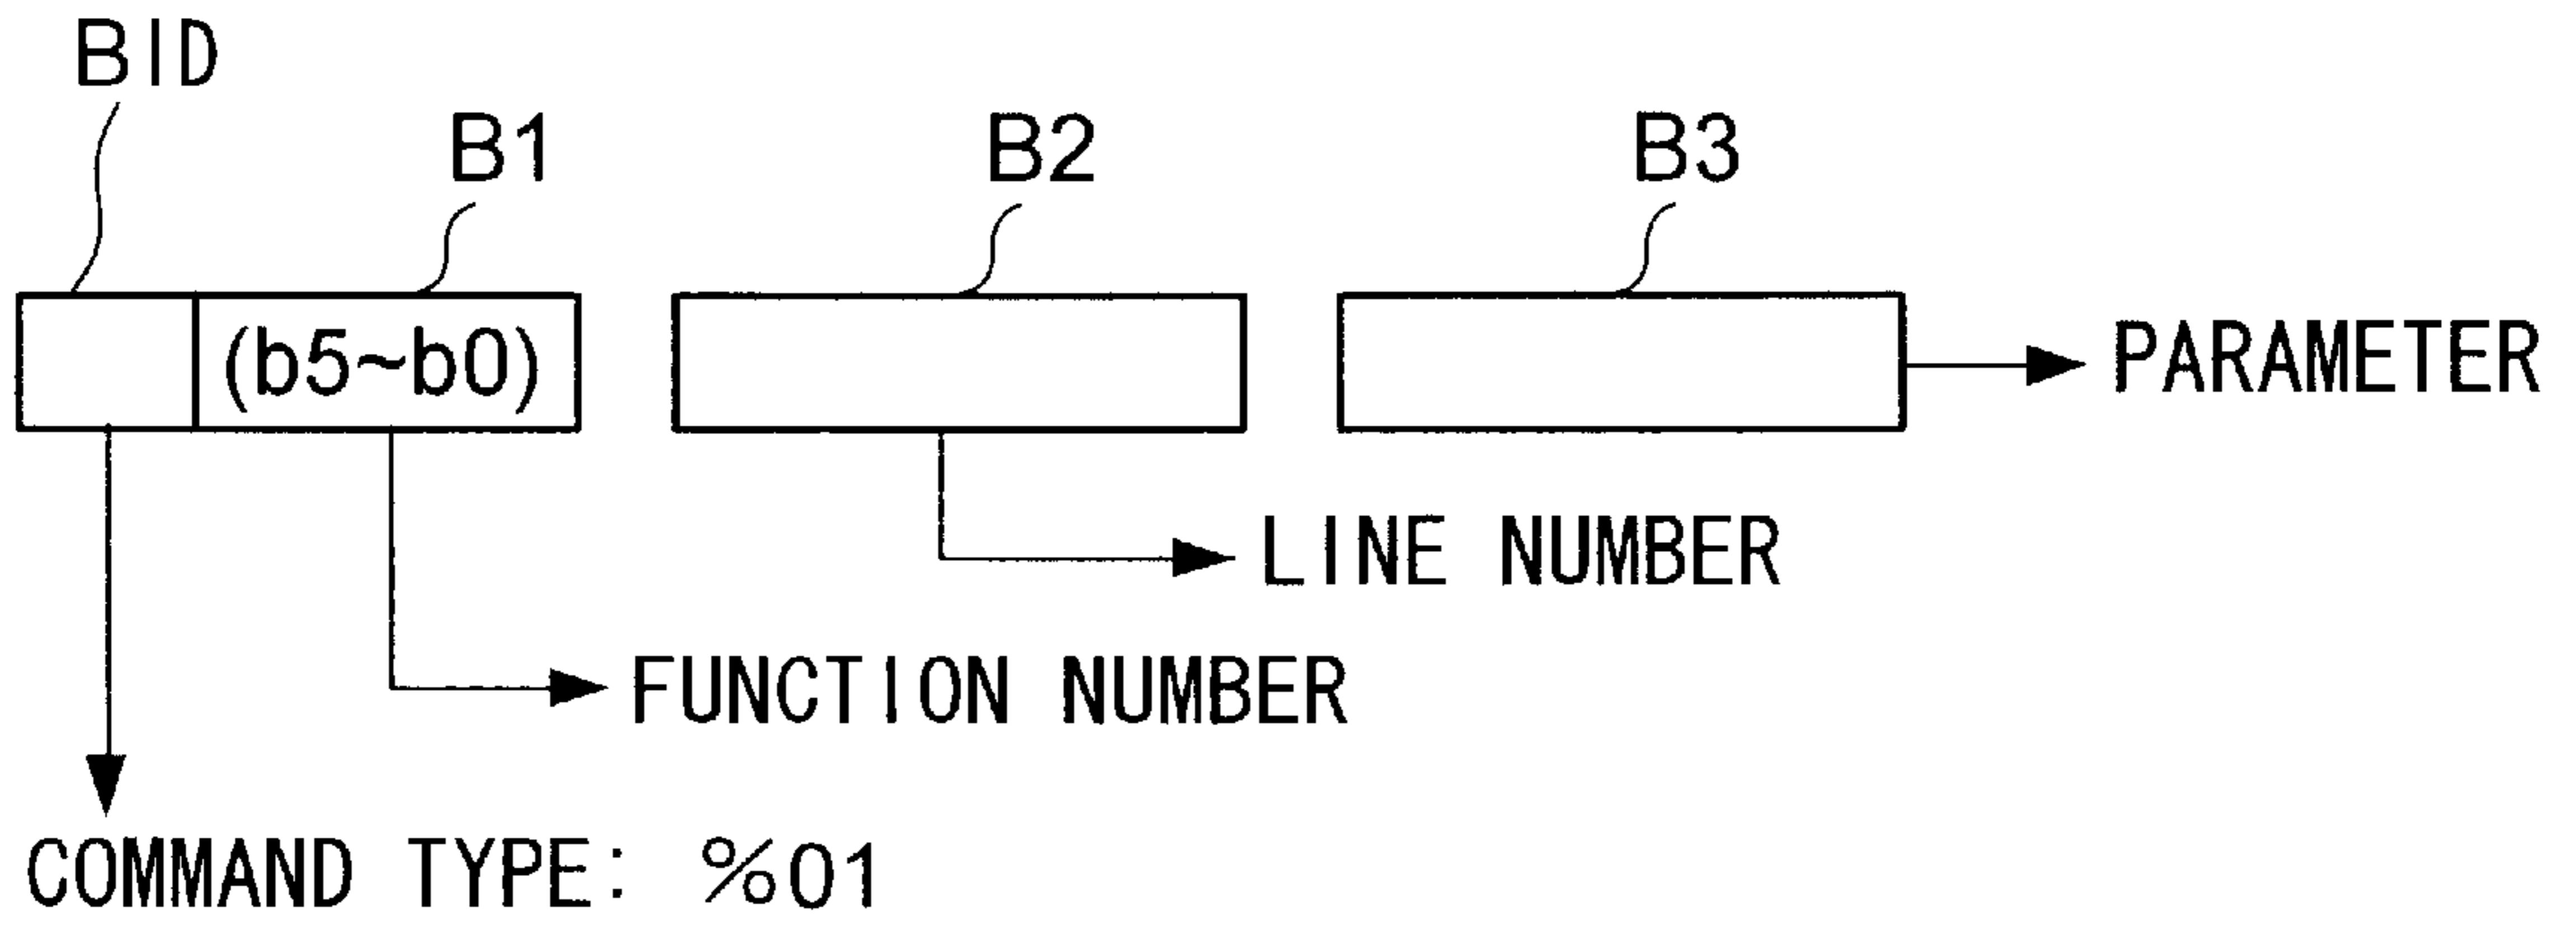 BID
B1
B2
B3
(b5~b0)
PARAMETER
LINE NUMBER
FUNCTION NUMBER
COMMAND TYPE: %01